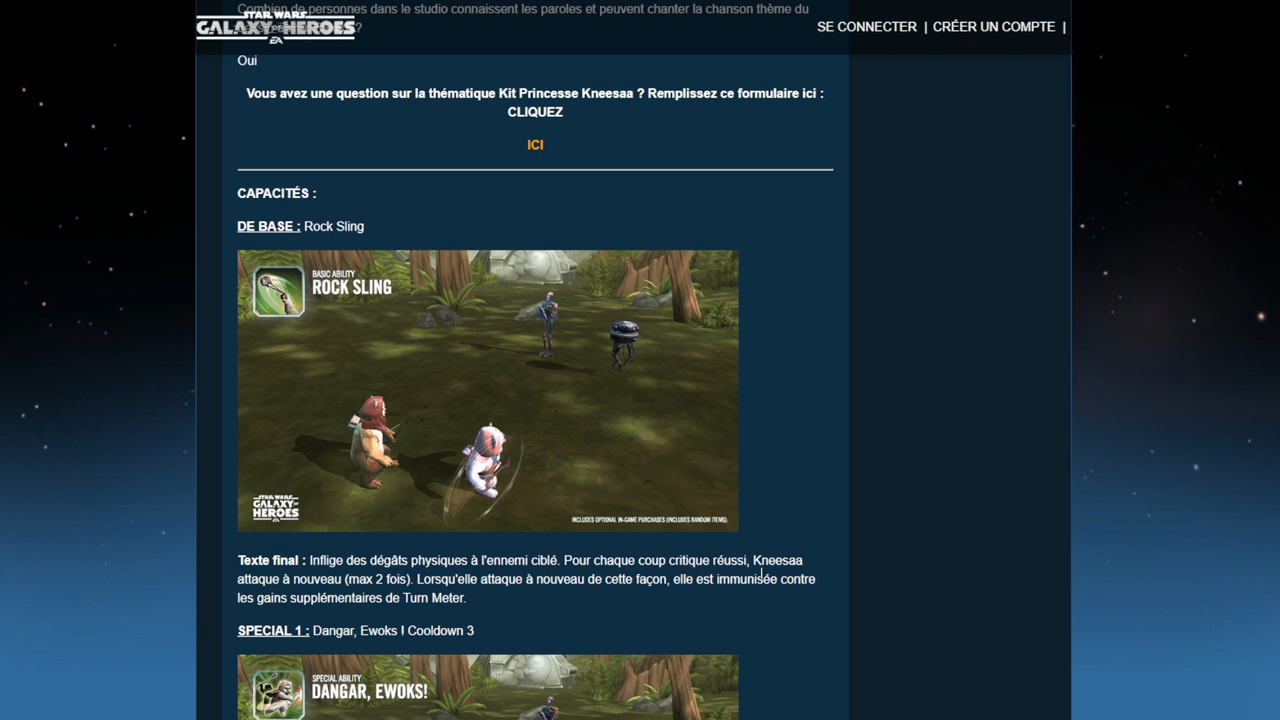 Combien de personnes dans le studio connaissent les paroles et peuvent chanter la chanson thème du
?
STAR WARS
GALAXY OF HEROES
EA
SE CONNECTER | CRÉER UN COMPTE |
Oui
Vous avez une question sur la thématique Kit Princesse Kneesaa ? Remplissez ce formulaire ici :
CLIQUEZ
ICI
CAPACITÉS :
DE BASE : Rock Sling
BASIC ABILITY
ROCK SLING
STAR WARS
GALAXY OF HEROES
EA
INCLUDES OPTIONAL IN-GAME PURCHASES (INCLUDES RANDOM ITEMS).
Texte final : Inflige des dégâts physiques à l'ennemi ciblé. Pour chaque coup critique réussi, Kneesaa
attaque à nouveau (max 2 fois). Lorsqu'elle attaque à nouveau de cette façon, elle est immunisée contre
les gains supplémentaires de Turn Meter.
SPECIAL 1 : Dangar, Ewoks ! Cooldown 3
SPECIAL ABILITY
DANGAR, EWOKS!